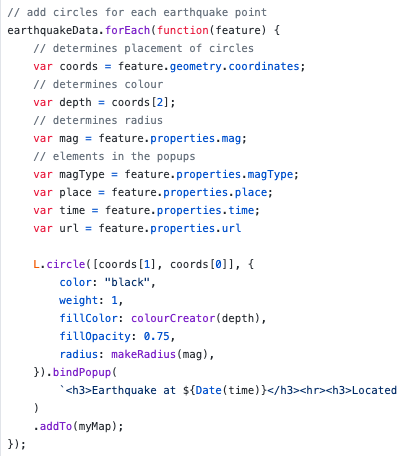 // add circles for each earthquake point
earthquakeData.forEach(function(feature) {
    // determines placement of circles
    var coords = feature.geometry.coordinates;
    // determines colour
    var depth = coords[2];
    // determines radius
    var mag = feature.properties.mag;
    // elements in the popups
    var magType = feature.properties.magType;
    var place = feature.properties.place;
    var time = feature.properties.time;
    var url = feature.properties.url

    L.circle([coords[1], coords[0]], {
        color: "black",
        weight: 1,
        fillColor: colourCreator(depth),
        fillOpacity: 0.75,
        radius: makeRadius(mag),
    }).bindPopup(
        `<h3>Earthquake at ${Date(time)}</h3><hr><h3>Located
    )
    .addTo(myMap);
});